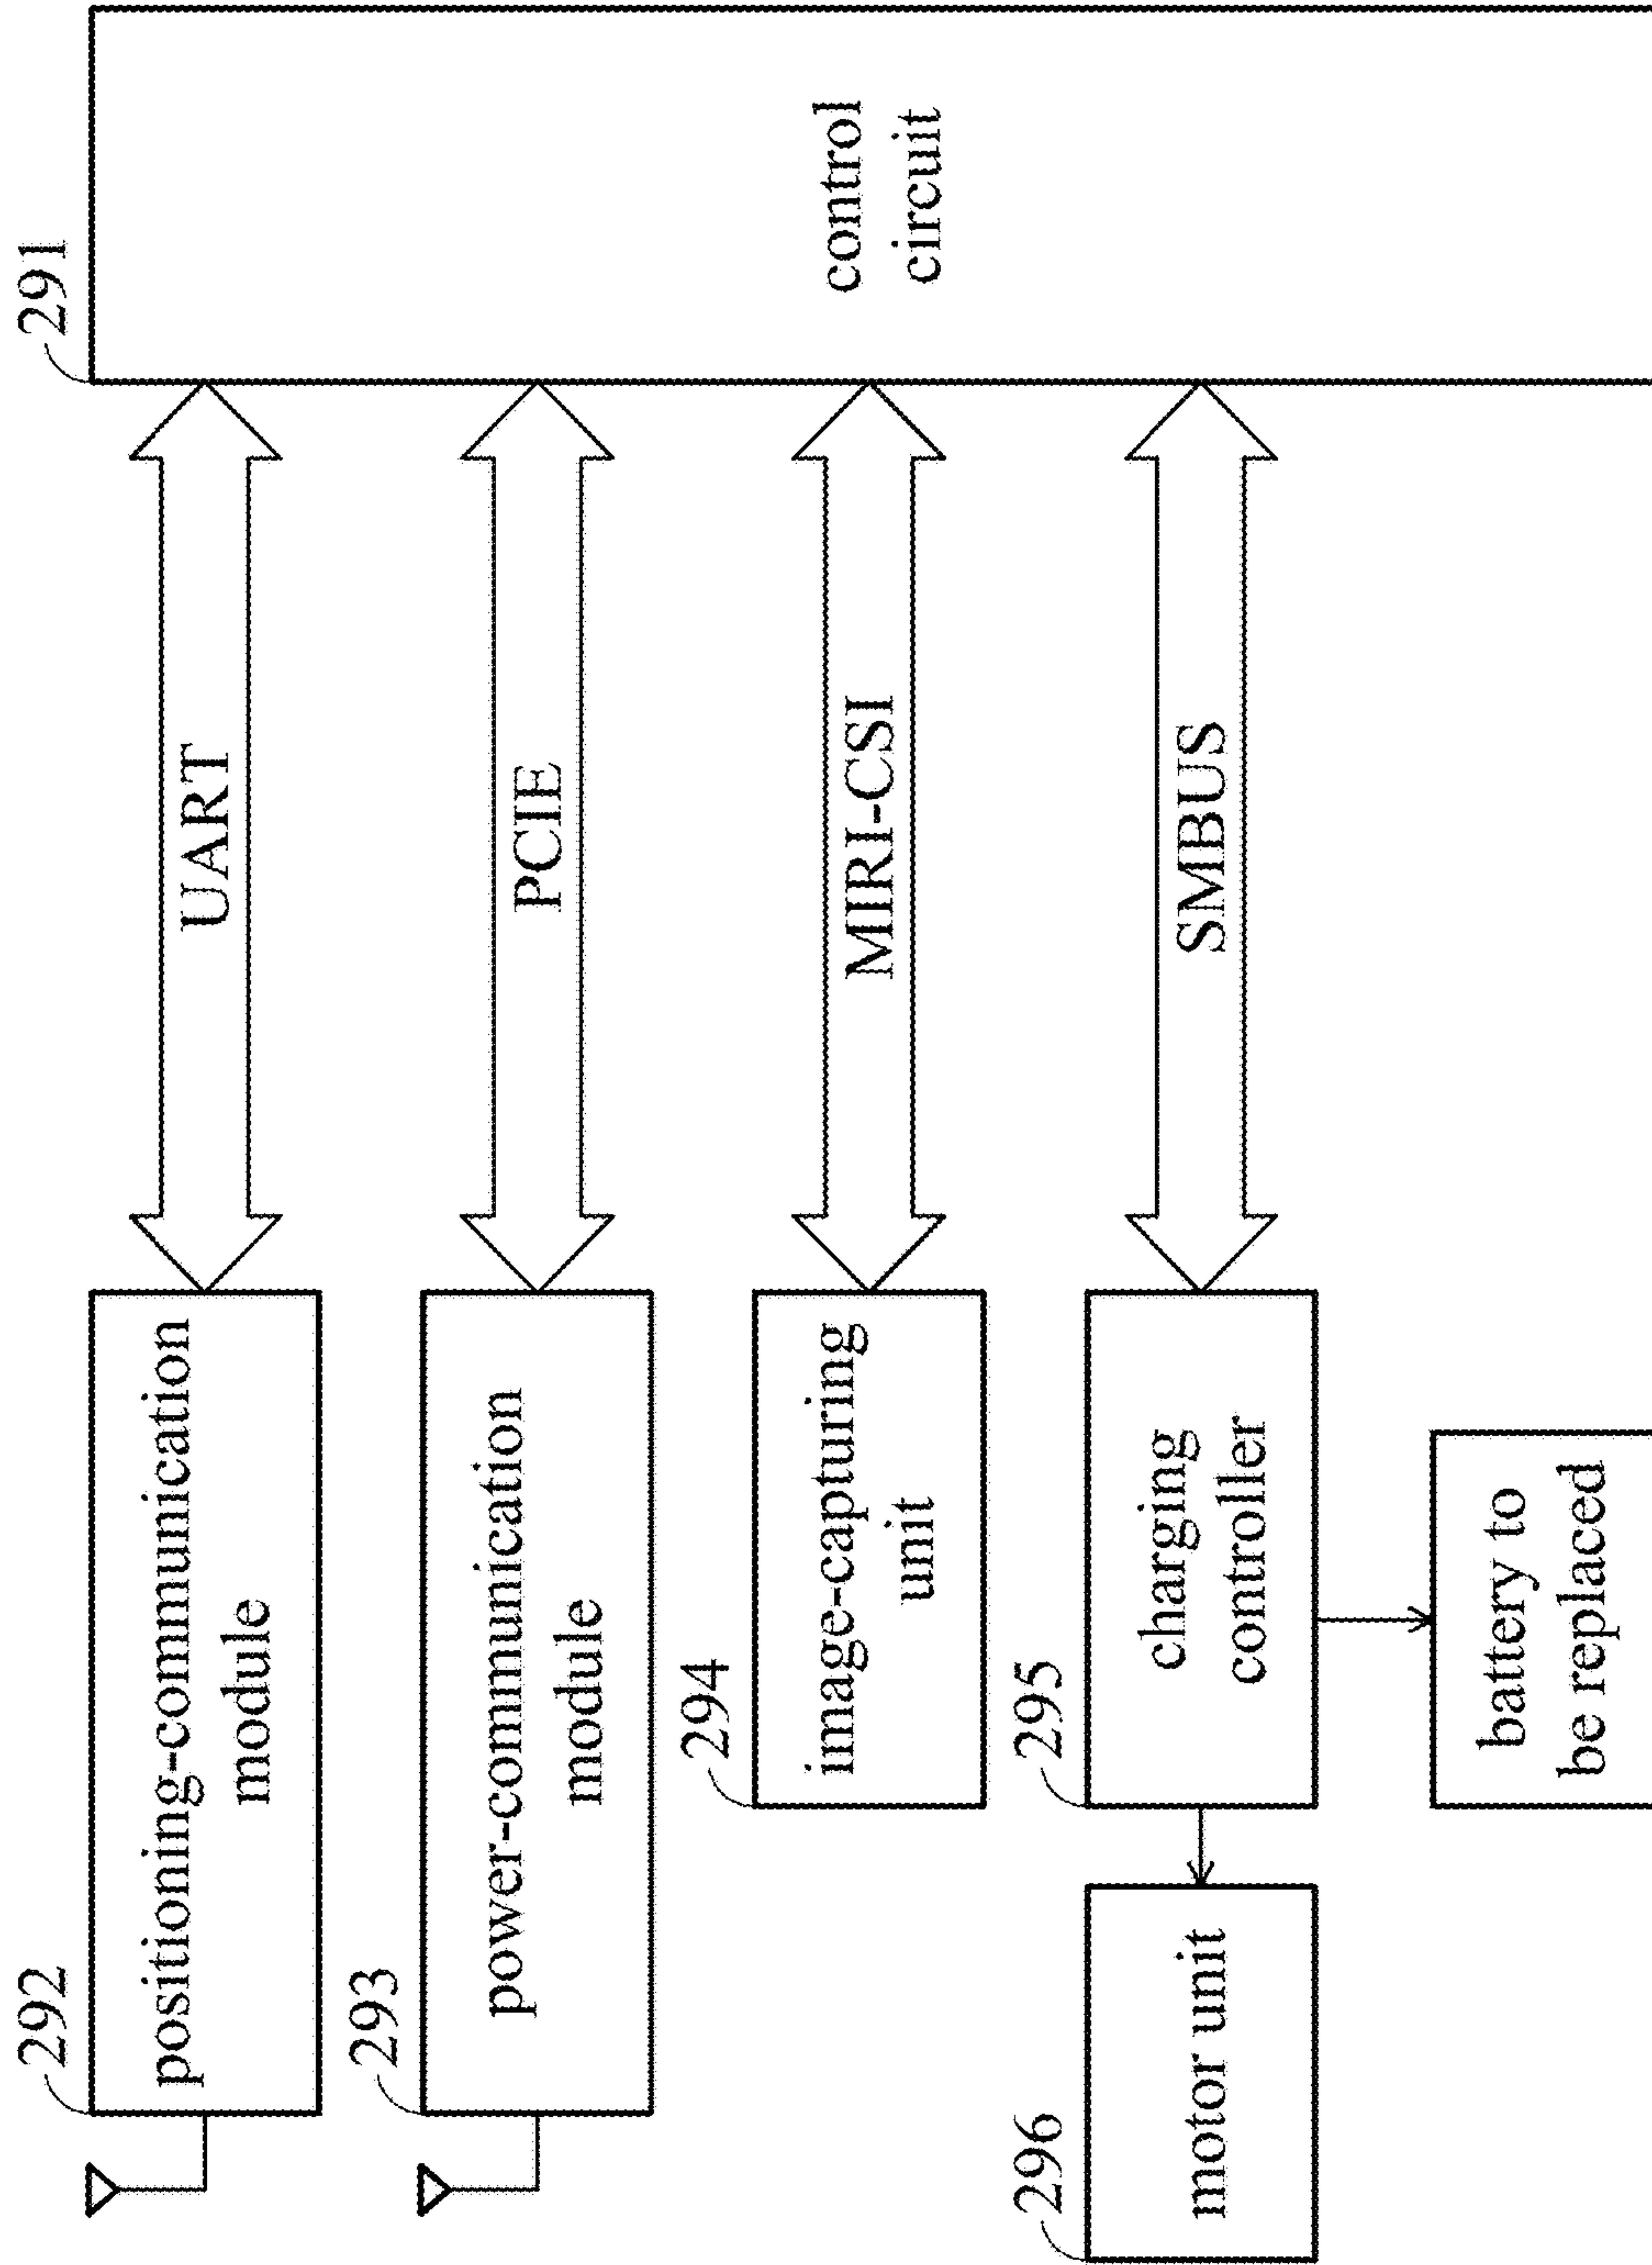 291
292
positioning-communication
module
UART
control
circuit
293
power-communication
module
PCIE
294
image-capturing
unit
MIRI-CSI
296
motor unit
295
charging
controller
SMBUS
battery to
be replaced